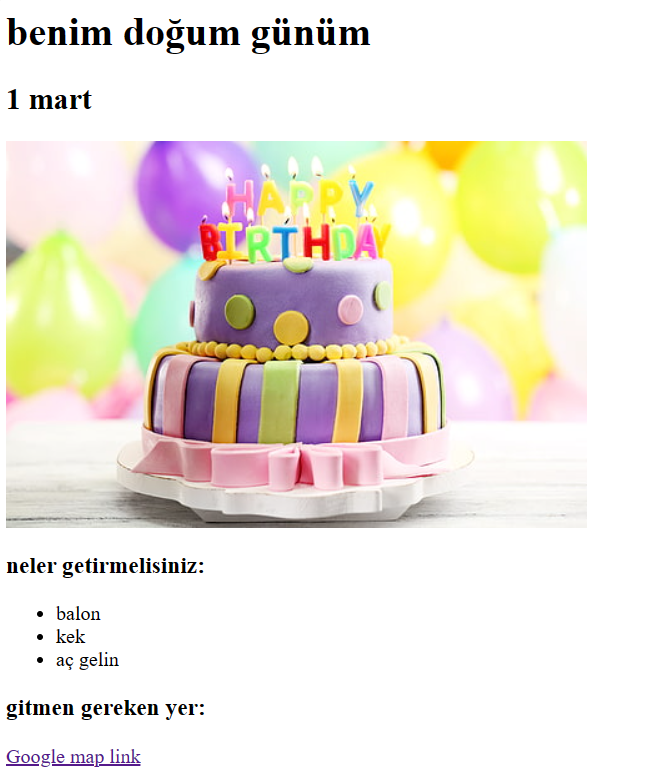 benim doğum günüm
1 mart
HAPPY
BIRTHDAY
neler getirmelisiniz:
balon
kek
aç gelin
gitmen gereken yer:
Google map link